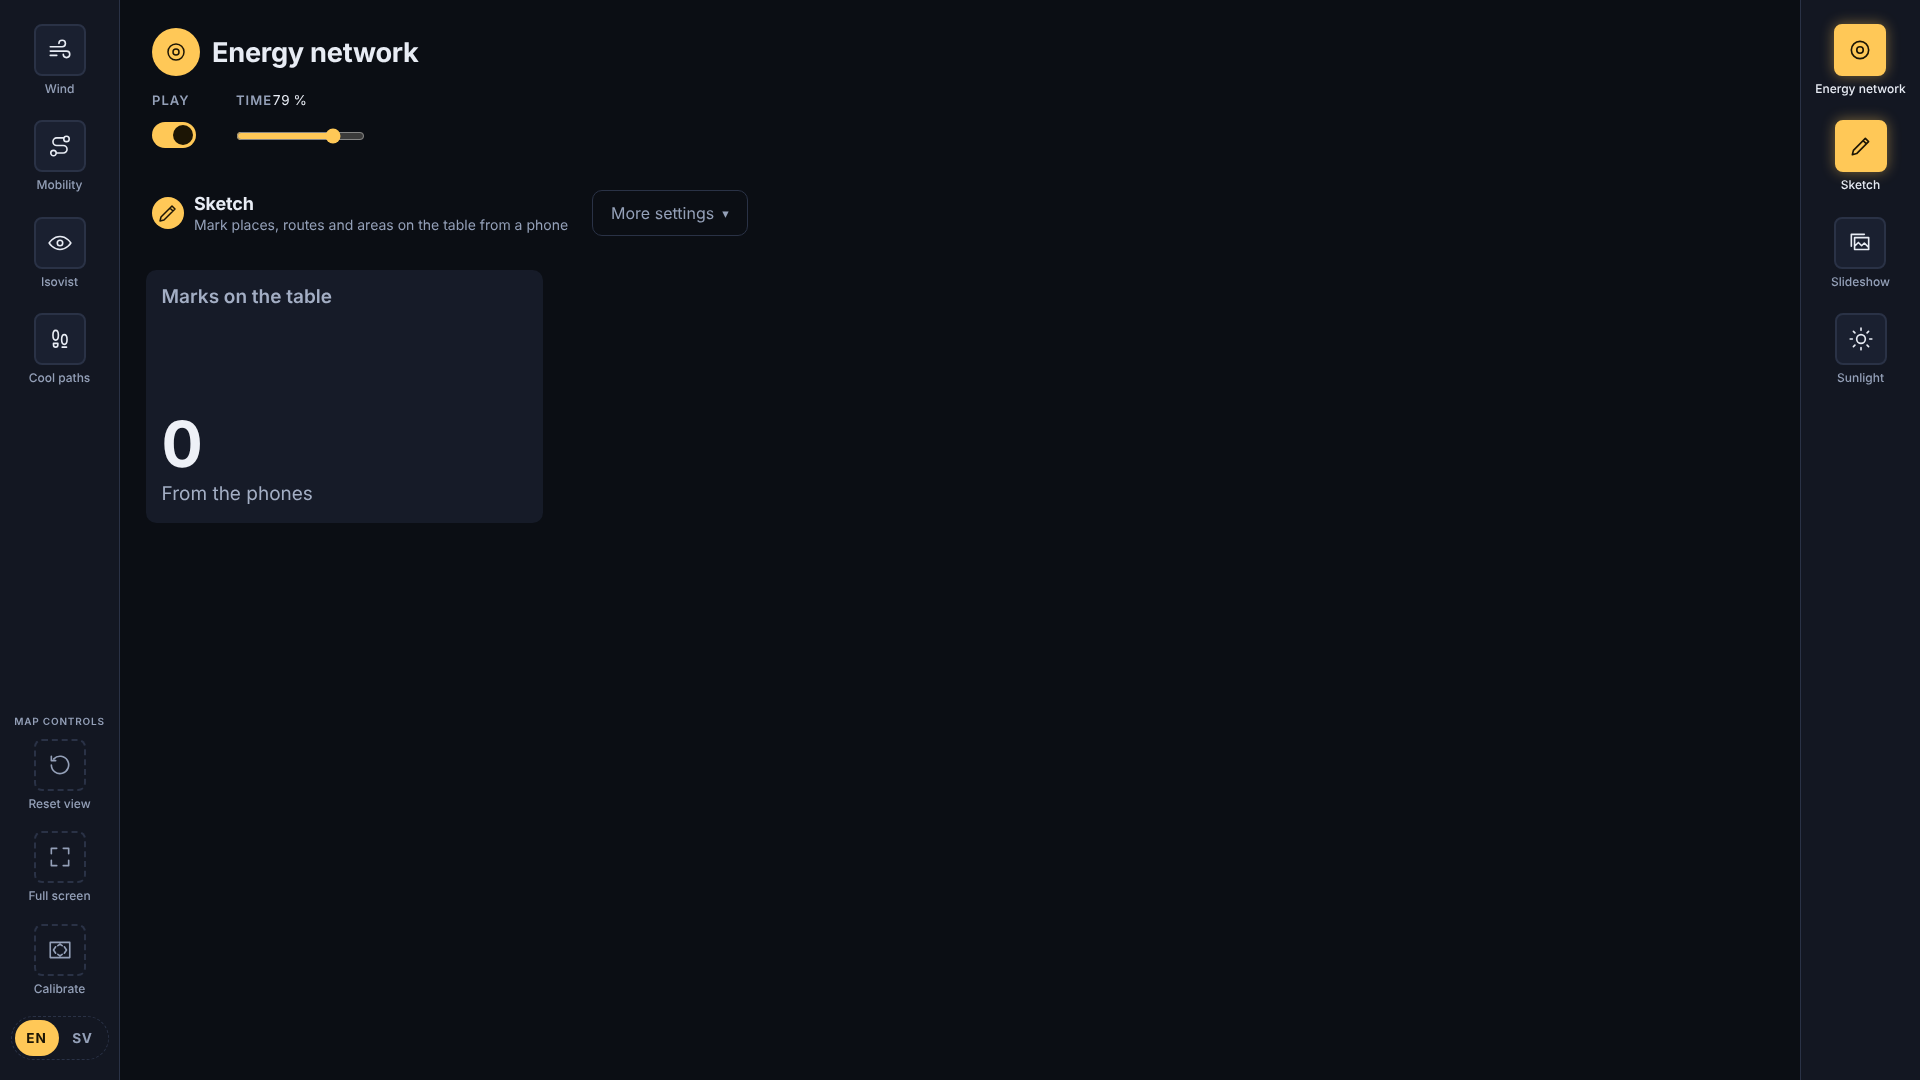 Wind
Mobility
Isovist
Cool paths
MAP CONTROLS
Reset view
Full screen
Calibrate
EN SV
Energy network
PLAY
TIME79 %
Sketch
Mark places, routes and areas on the table from a phone
More settings ▾
Marks on the table
0
From the phones
Energy network
Sketch
Slideshow
Sunlight